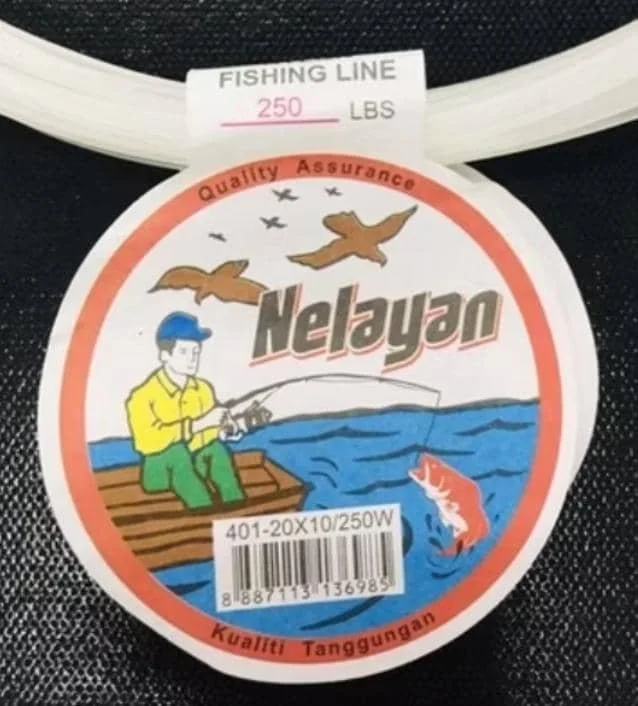 FISHING LINE
250 LBS
Quality Assurance
Nelayan
401-20X10/250W
8 887113 136985
Kualiti Tanggungan